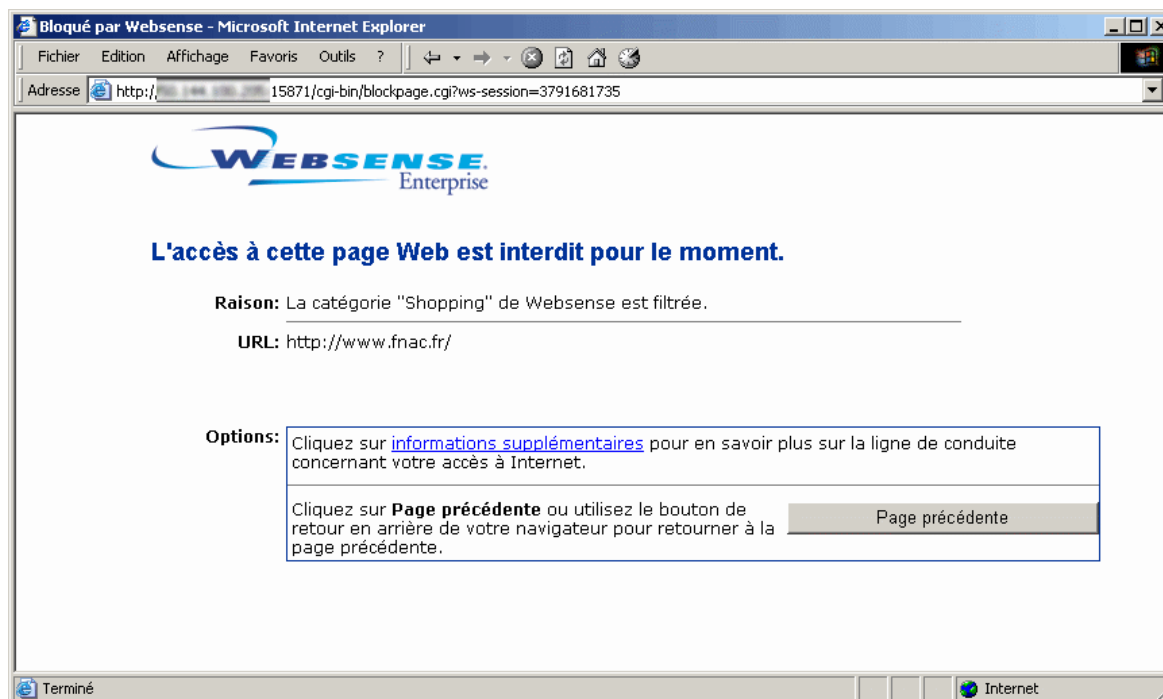 Bloqué par Websense - Microsoft Internet Explorer
Fichier Edition Affichage Favoris Outils ?
Adresse http:/ 15871/cgi-bin/blockpage.cgi?ws-session=3791681735
WEBSENSE.
Enterprise
L'accès à cette page Web est interdit pour le moment.
Raison: La catégorie "Shopping" de Websense est filtrée.
URL: http://www.fnac.fr/
Options:
Cliquez sur informations supplémentaires pour en savoir plus sur la ligne de conduite
concernant votre accès à Internet.
Cliquez sur Page précédente ou utilisez le bouton de
retour en arrière de votre navigateur pour retourner à la
page précédente.
Page précédente
Terminé
Internet